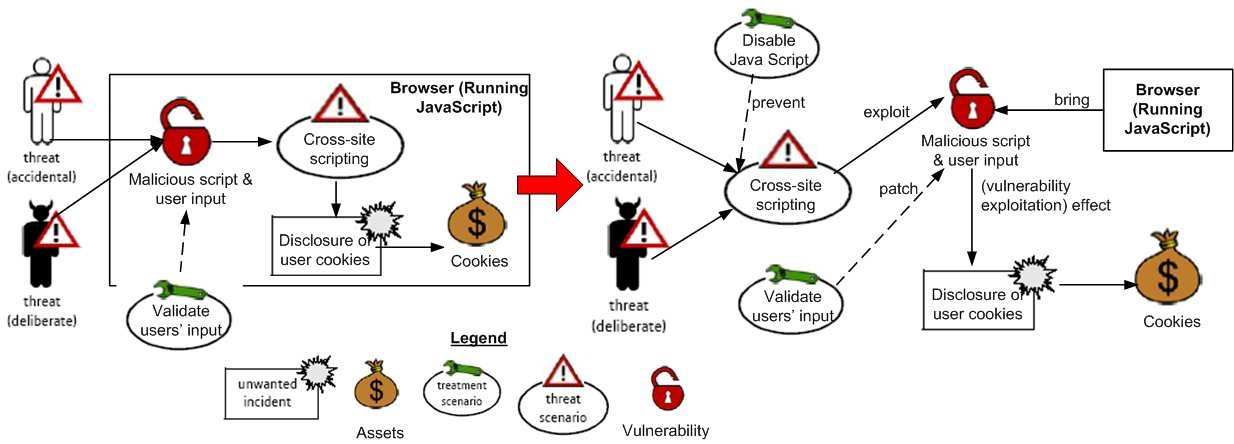 threat
(accidental)
threat
(deliberate)
Browser (Running
JavaScript)
Malicious script &
user input
Cross-site
scripting
Disclosure of
user cookies
$
Cookies
Validate
users' input
Disable
Java Script
prevent
threat
(accidental)
threat
(deliberate)
Cross-site
scripting
exploit
Malicious script
& user input
bring
Browser
(Running
JavaScript)
patch
(vulnerability
exploitation) effect
Validate
users' input
Disclosure of
user cookies
$
Cookies
Legend
unwanted
incident
$
Assets
treatment
scenario
threat
scenario
Vulnerability